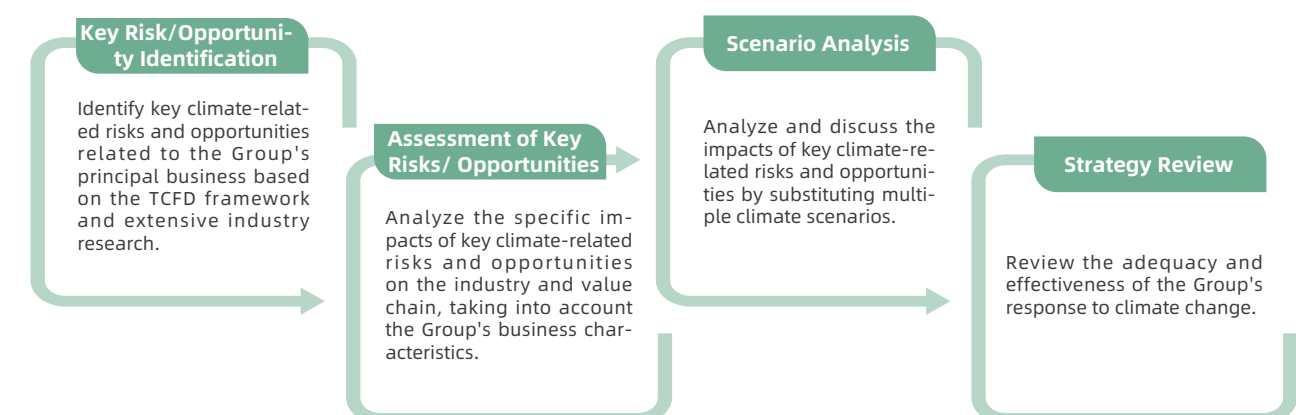 Key Risk/Opportuni-
ty Identification
Identify key climate-relat-
ed risks and opportunities
related to the Group's
principal business based
on the TCFD framework
and extensive industry
research.
Assessment of Key
Risks/ Opportunities
Analyze the specific im-
pacts of key climate-related
risks and opportunities
on the industry and value
chain, taking into account
the Group's business char-
acteristics.
Scenario Analysis
Analyze and discuss the
impacts of key climate-re-
lated risks and opportuni-
ties by substituting multi-
ple climate scenarios.
Strategy Review
Review the adequacy and
effectiveness of the Group's
response to climate change.